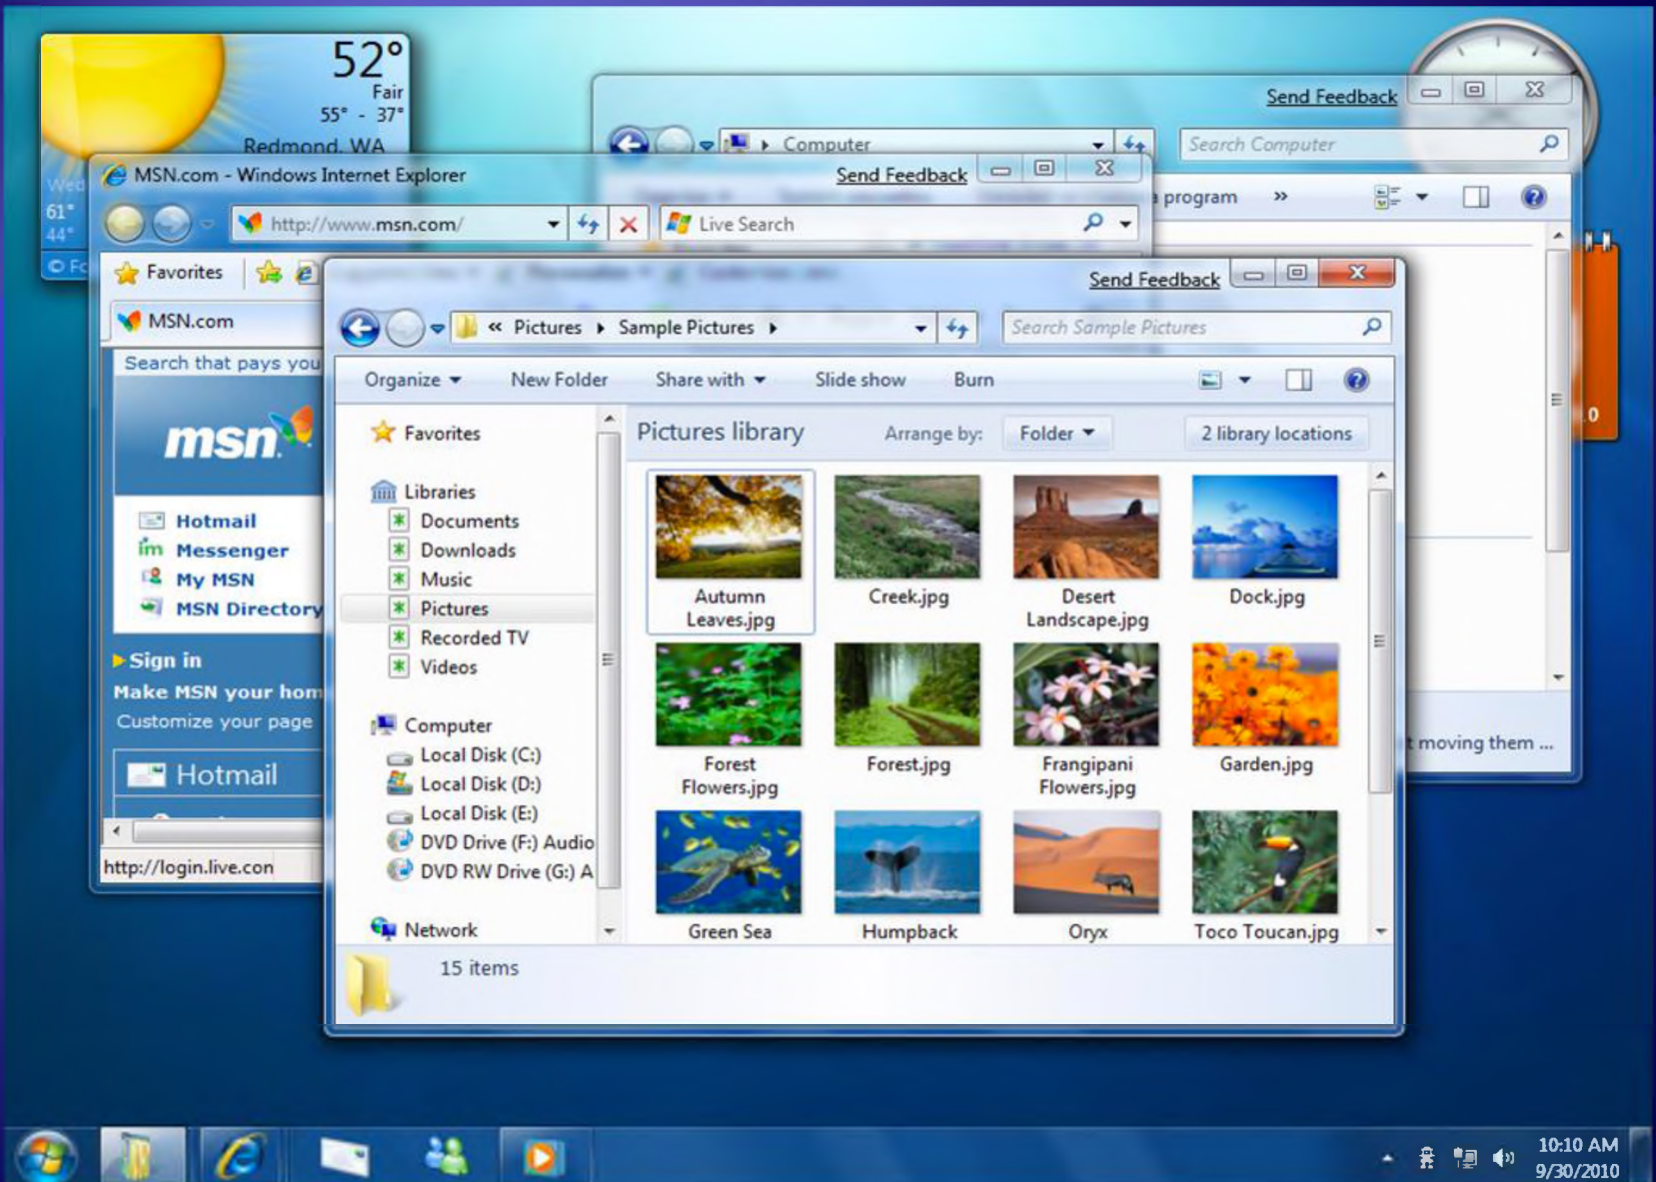 52°
Fair
55° - 37°
Redmond, WA
Wed
61°
44°
© Fo
Send Feedback
Computer
Search Computer
a program »
t moving them ...
0
MSN.com - Windows Internet Explorer
Send Feedback
http://www.msn.com/
Live Search
Favorites
MSN.com
Search that pays you
msn
Hotmail
Messenger
My MSN
MSN Directory
Sign in
Make MSN your hom
Customize your page
Hotmail
http://login.live.con
Send Feedback
« Pictures Sample Pictures
Search Sample Pictures
Organize New Folder Share with Slide show Burn
Favorites
Libraries
Documents
Downloads
Music
Pictures
Recorded TV
Videos
Computer
Local Disk (C:)
Local Disk (D:)
Local Disk (E:)
DVD Drive (F:) Audio
DVD RW Drive (G:) A
Network
Pictures library
Arrange by: Folder
2 library locations
Autumn
Leaves.jpg
Creek.jpg
Desert
Landscape.jpg
Dock.jpg
Forest
Flowers.jpg
Forest.jpg
Frangipani
Flowers.jpg
Garden.jpg
Green Sea
Humpback
Oryx
Toco Toucan.jpg
15 items
10:10 AM
9/30/2010